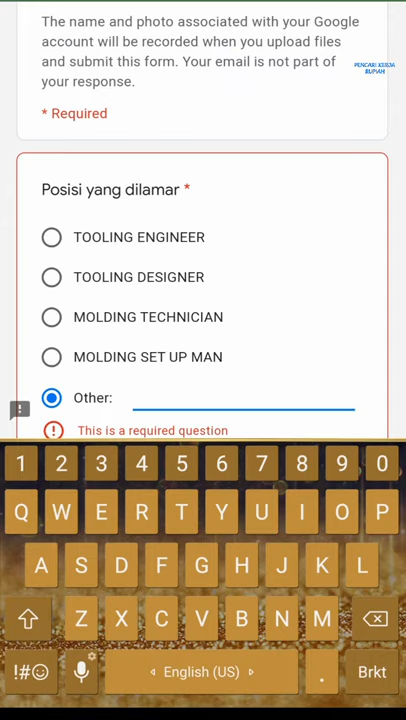 The name and photo associated with your Google
account will be recorded when you upload files
and submit this form. Your email is not part of
your response.
PENCARI KERJA
RUPIAH
* Required
Posisi yang dilamar *
TOOLING ENGINEER
TOOLING DESIGNER
MOLDING TECHNICIAN
MOLDING SET UP MAN
Other:
This is a required question
1 2 3 4 5 6 7 8 9 0
Q W E R T Y U I O P
A S D F G H J K L
Z X C V B N M
!#☺ English (US) . Brkt